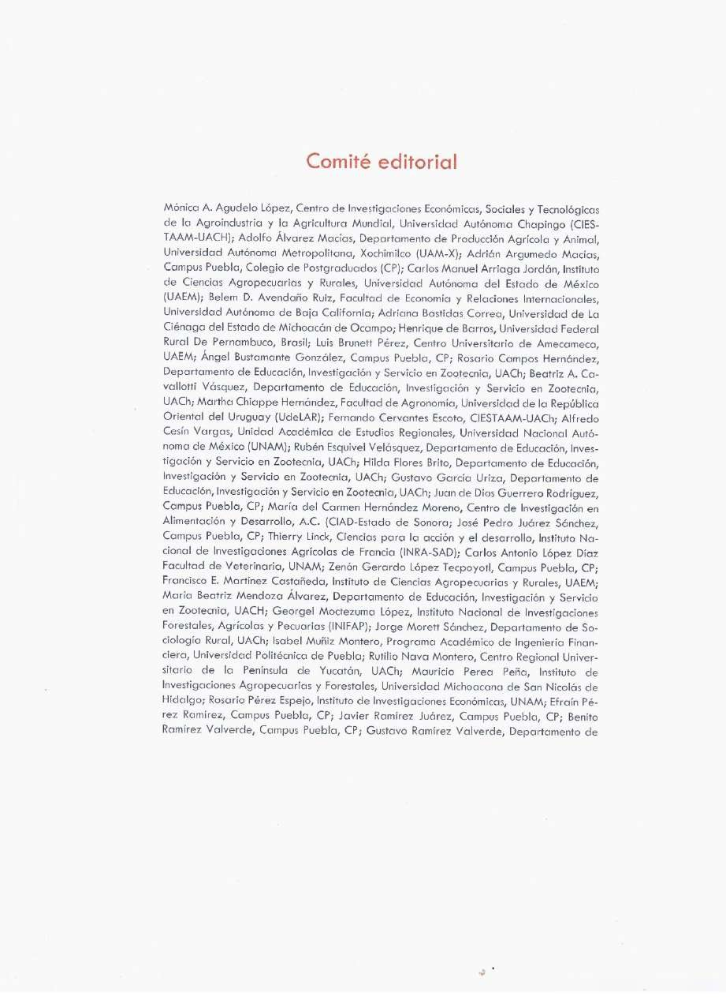 Comité editorial
Mónica A. Agudelo López, Centro de Investigaciones Económicas, Sociales y Tecnológicas
de la Agroindustria y la Agricultura Mundial, Universidad Autónoma Chapingo (CIES-
TAAM-UACH); Adolfo Álvarez Macías, Departamento de Producción Agrícola y Animal,
Universidad Autónoma Metropolitana, Xochimilco (UAM-X); Adrián Argumedo Macías,
Campus Puebla, Colegio de Postgraduados (CP); Carlos Manuel Arriaga Jordán, Instituto
de Ciencias Agropecuarias y Rurales, Universidad Autónoma del Estado de México
(UAEM); Belem D. Avendaño Ruiz, Facultad de Economía y Relaciones Internacionales,
Universidad Autónoma de Baja California; Adriana Bastidas Correa, Universidad de La
Ciénaga del Estado de Michoacán de Ocampo; Henrique de Barros, Universidad Federal
Rural De Pernambuco, Brasil; Luis Brunett Pérez, Centro Universitario de Amecameca,
UAEM; Ángel Bustamante González, Campus Puebla, CP; Rosario Campos Hernández,
Departamento de Educación, Investigación y Servicio en Zootecnia, UACh; Beatriz A. Ca-
vallotti Vásquez, Departamento de Educación, Investigación y Servicio en Zootecnia,
UACh; Martha Chiappe Hernández, Facultad de Agronomía, Universidad de la República
Oriental del Uruguay (UdeLAR); Fernando Cervantes Escoto, CIESTAAM-UACh; Alfredo
Cesín Vargas, Unidad Académica de Estudios Regionales, Universidad Nacional Autó-
noma de México (UNAM); Rubén Esquivel Velásquez, Departamento de Educación, Inves-
tigación y Servicio en Zootecnia, UACh; Hilda Flores Brito, Departamento de Educación,
Investigación y Servicio en Zootecnia, UACh; Gustavo García Uriza, Departamento de
Educación, Investigación y Servicio en Zootecnia, UACh; Juan de Dios Guerrero Rodríguez,
Campus Puebla, CP; María del Carmen Hernández Moreno, Centro de Investigación en
Alimentación y Desarrollo, A.C. (CIAD-Estado de Sonora; José Pedro Juárez Sánchez,
Campus Puebla, CP; Thierry Linck, Ciencias para la acción y el desarrollo, Instituto Na-
cional de Investigaciones Agrícolas de Francia (INRA-SAD); Carlos Antonio López Díaz
Facultad de Veterinaria, UNAM; Zenón Gerardo López Tecpoyotl, Campus Puebla, CP;
Francisco E. Martínez Castañeda, Instituto de Ciencias Agropecuarias y Rurales, UAEM;
María Beatriz Mendoza Álvarez, Departamento de Educación, Investigación y Servicio
en Zootecnia, UACH; Georgel Moctezuma López, Instituto Nacional de Investigaciones
Forestales, Agrícolas y Pecuarias (INIFAP); Jorge Morett Sánchez, Departamento de So-
ciología Rural, UACh; Isabel Muñiz Montero, Programa Académico de Ingeniería Finan-
ciera, Universidad Politécnica de Puebla; Rutilio Nava Montero, Centro Regional Univer-
sitario de la Península de Yucatán, UACh; Mauricio Perea Peña, Instituto de
Investigaciones Agropecuarias y Forestales, Universidad Michoacana de San Nicolás de
Hidalgo; Rosario Pérez Espejo, Instituto de Investigaciones Económicas, UNAM; Efraín Pé-
rez Ramírez, Campus Puebla, CP; Javier Ramírez Juárez, Campus Puebla, CP; Benito
Ramírez Valverde, Campus Puebla, CP; Gustavo Ramírez Valverde, Departamento de